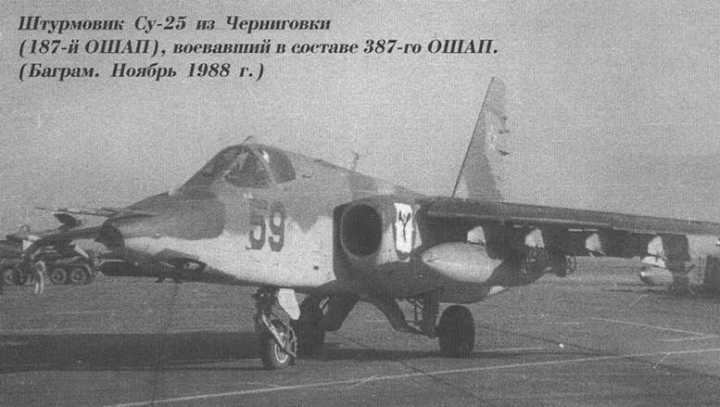 Штурмовик Су-25 из Черниговки
(187-й ОШАП), воевавший в составе 387-го ОШАП.
(Баграм. Ноябрь 1988 г.)
59